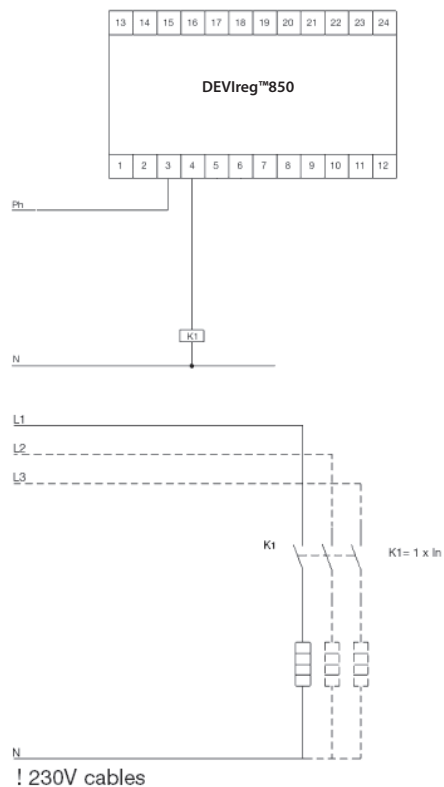 13 14 15 16 17 18 19 20 21 22 23 24
DEVIreg™850
1 2 3 4 5 6 7 8 9 10 11 12
Ph
K1
N
L1
L2
L3
K1
K1= 1 x In
N
! 230V cables